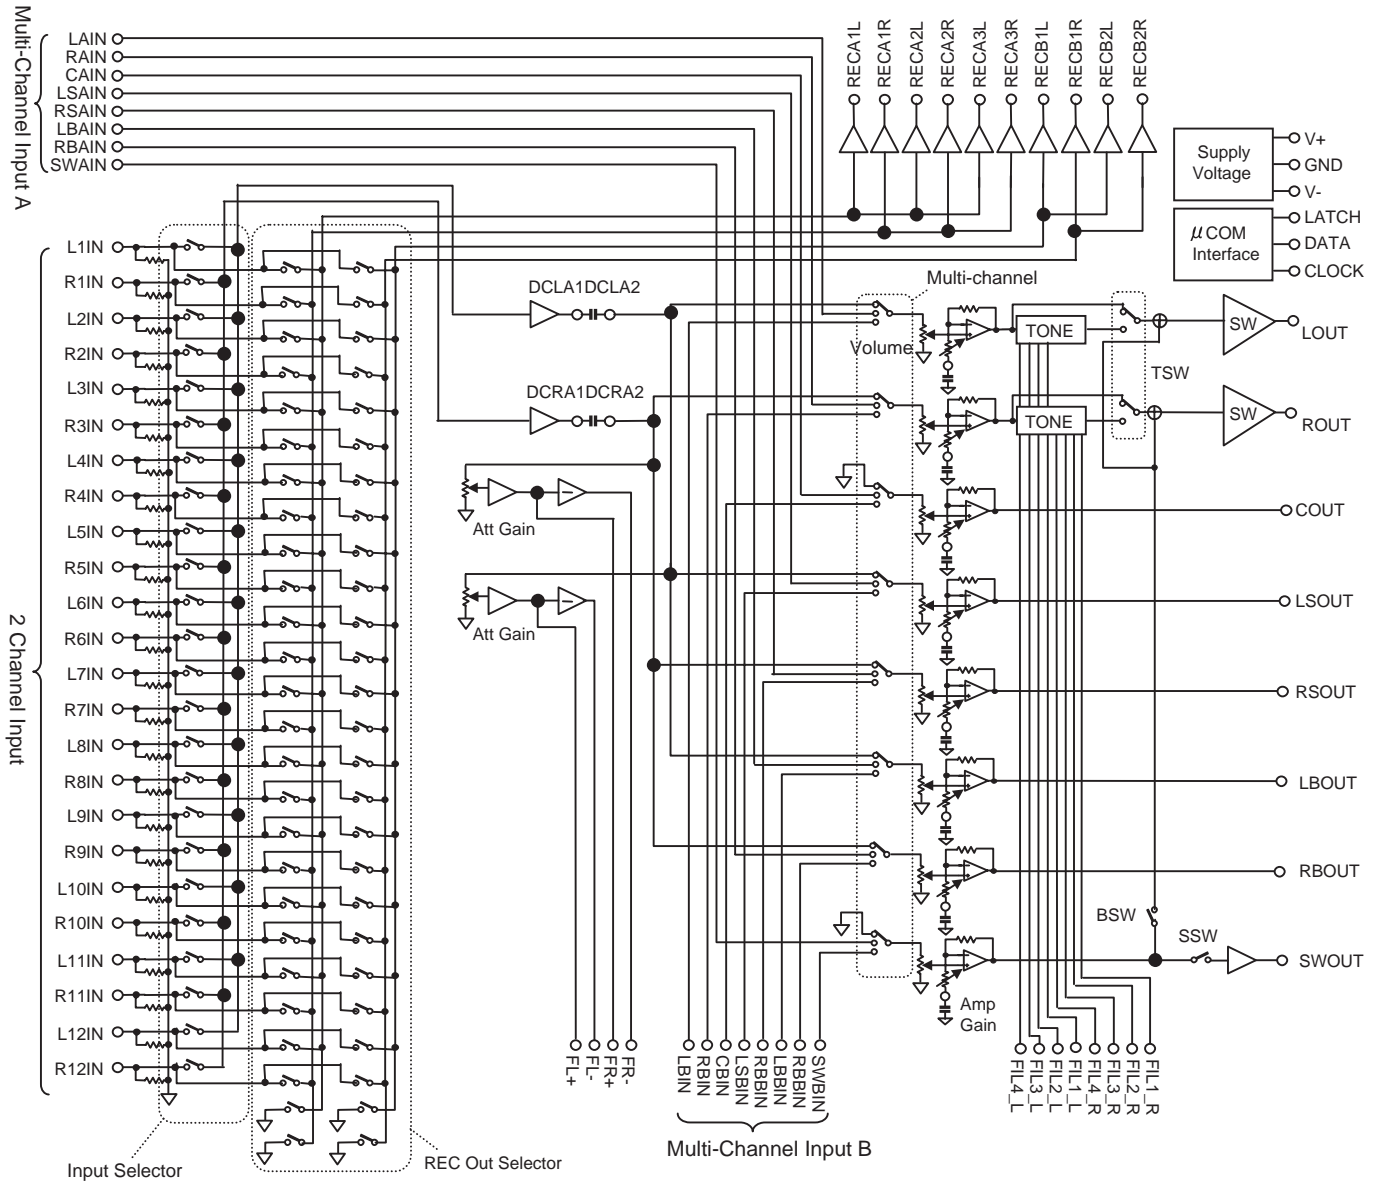 Multi-Channel Input A
LAIN
RAIN
CAIN
LSAIN
RSAIN
LBAIN
RBAIN
SWAIN
RECA1L
RECA1R
RECA2L
RECA2R
RECA3L
RECA3R
RECB1L
RECB1R
RECB2L
RECB2R
Supply
Voltage
V+
GND
V-
μCOM
Interface
LATCH
DATA
CLOCK
2 Channel Input
L1IN
R1IN
L2IN
R2IN
L3IN
R3IN
L4IN
R4IN
L5IN
R5IN
L6IN
R6IN
L7IN
R7IN
L8IN
R8IN
L9IN
R9IN
L10IN
R10IN
L11IN
R11IN
L12IN
R12IN
Input Selector
REC Out Selector
DCLA1DCLA2
DCRA1DCRA2
Att Gain
Att Gain
FL+
FL-
FR+
FR-
Multi-channel
Volume
TONE
TONE
TSW
SW
SW
LOUT
ROUT
COUT
LSOUT
RSOUT
LBOUT
RBOUT
BSW
SSW
SWOUT
Amp
Gain
LBIN
RBIN
CBIN
LSBIN
RBBIN
LBBIN
RBBIN
SWBIN
Multi-Channel Input B
FIL4_L
FIL3_L
FIL2_L
FIL1_L
FIL4_R
FIL3_R
FIL2_R
FIL1_R